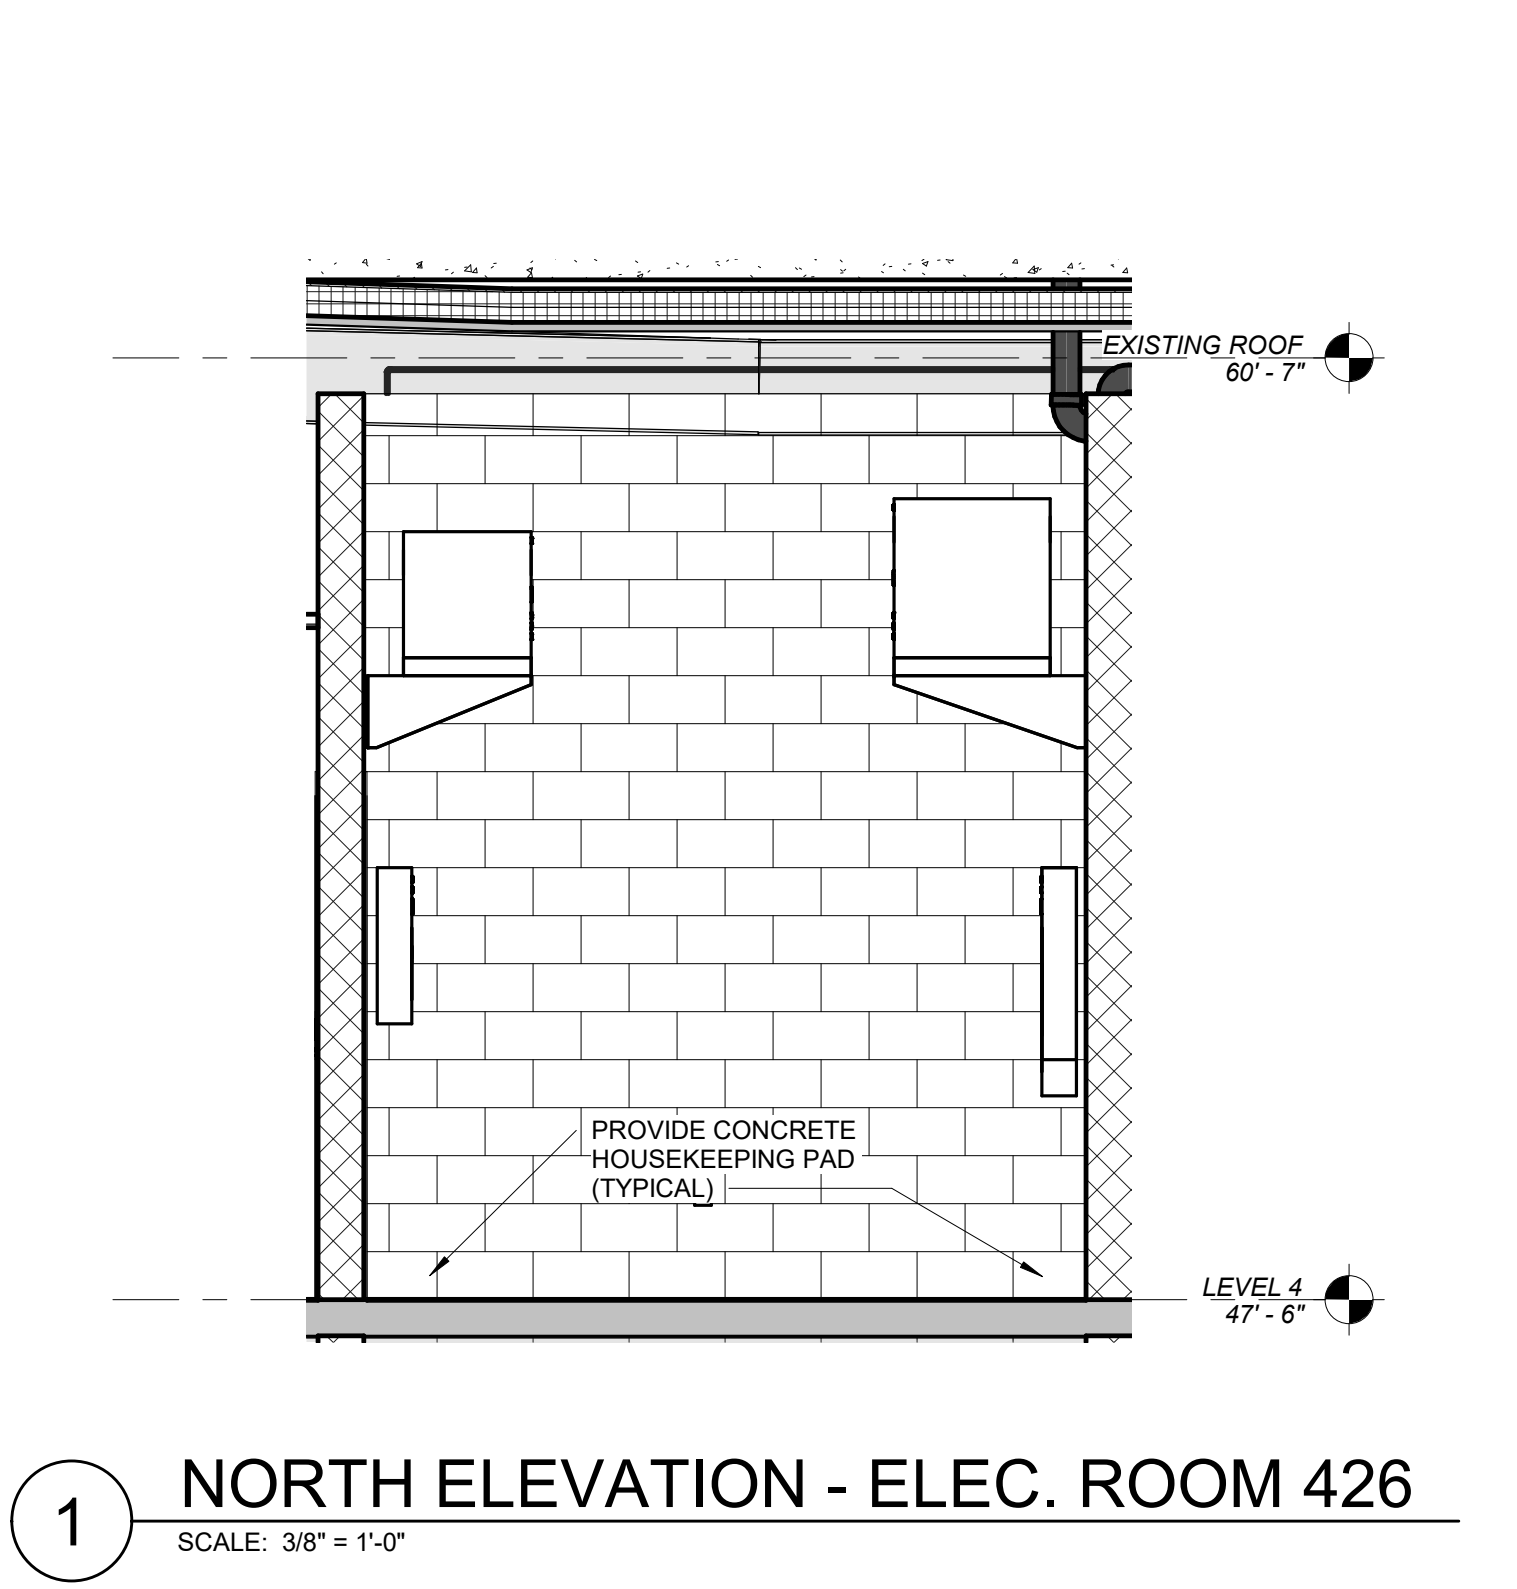 EXISTING ROOF
60' - 7"
PROVIDE CONCRETE
HOUSEKEEPING PAD
(TYPICAL)
LEVEL 4
47' - 6"
1
NORTH ELEVATION - ELEC. ROOM 426
SCALE: 3/8" = 1'-0"